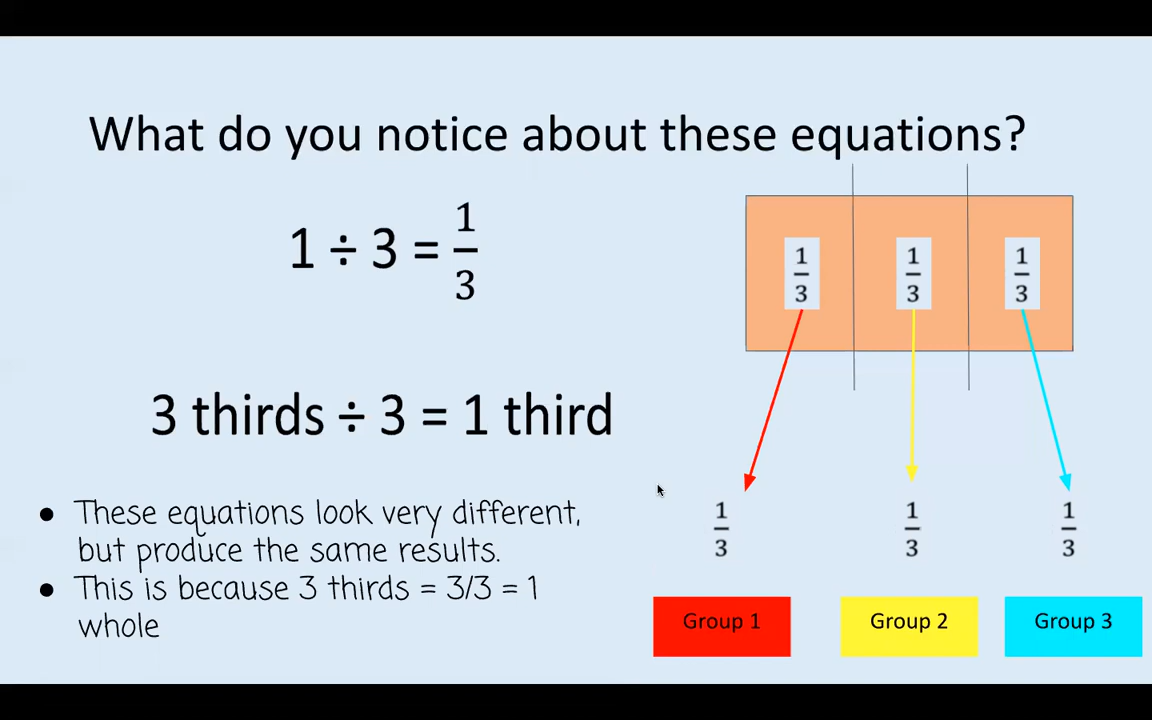 What do you notice about these equations?
1 ÷ 3 = 1/3
3 thirds ÷ 3 = 1 third
● These equations look very different,
but produce the same results.
● This is because 3 thirds = 3/3 = 1
whole
1/3 1/3 1/3
1/3 1/3 1/3
Group 1 Group 2 Group 3